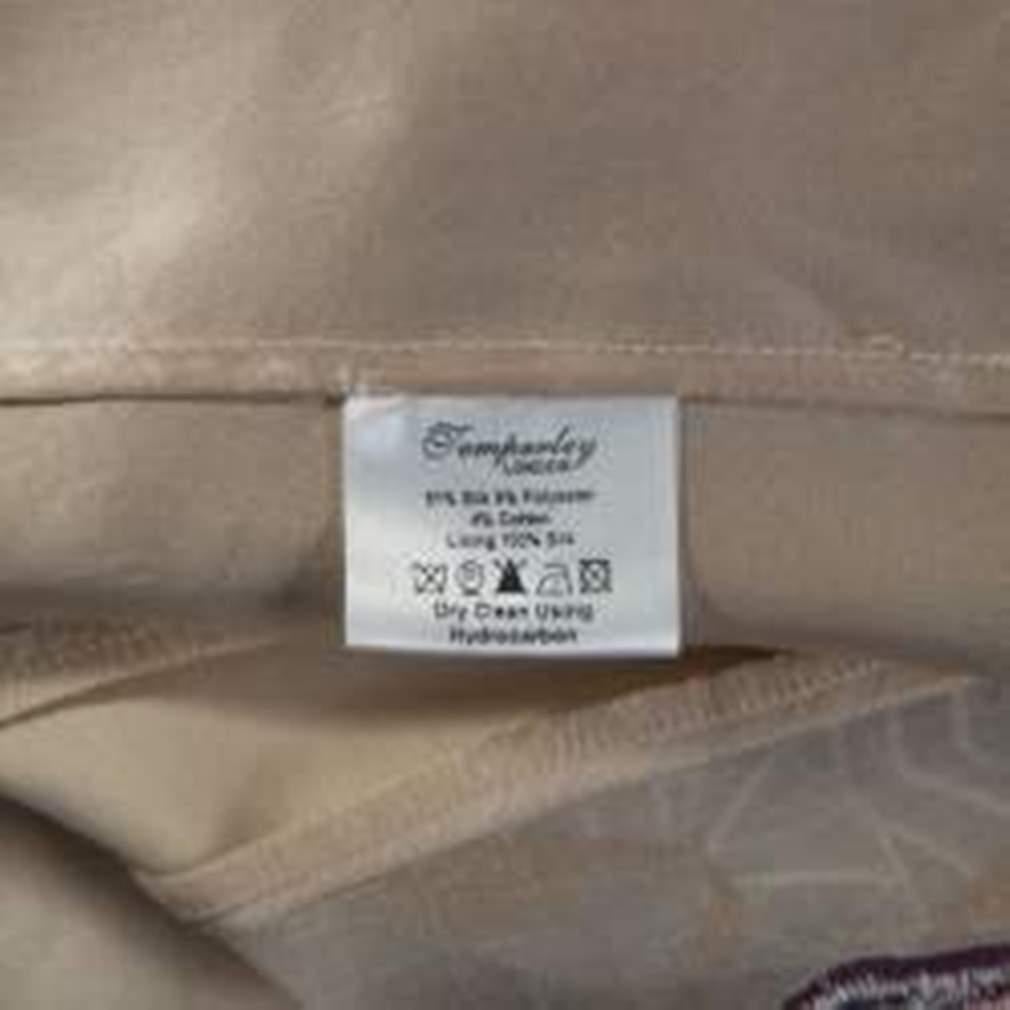 Temperley
LONDON
Silk Polyester
Cotton
Lining 100% Silk
Dry Clean Using
Hydrocarbon